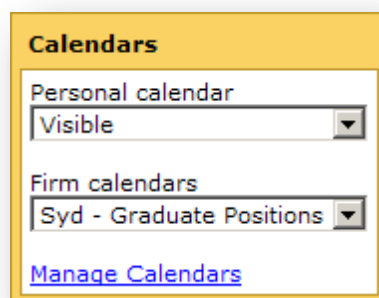 Calendars
Personal calendar
Visible
Firm calendars
Syd - Graduate Positions
Manage Calendars